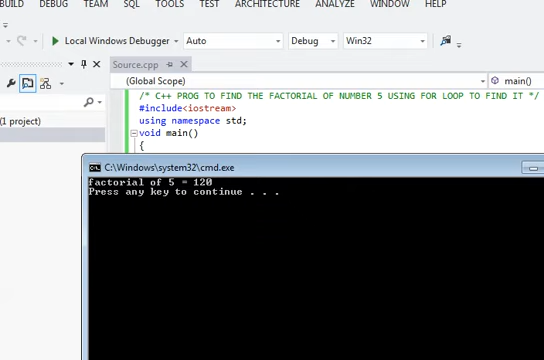 BUILD DEBUG TEAM SQL TOOLS TEST ARCHITECTURE ANALYZE WINDOW HELP
Local Windows Debugger Auto Debug Win32
Source.cpp
(Global Scope) main()
/* C++ PROG TO FIND THE FACTORIAL OF NUMBER 5 USING FOR LOOP TO FIND IT */
#include<iostream>
(1 project)
using namespace std;
void main()
{
C:\Windows\system32\cmd.exe
factorial of 5 = 120
Press any key to continue . . .